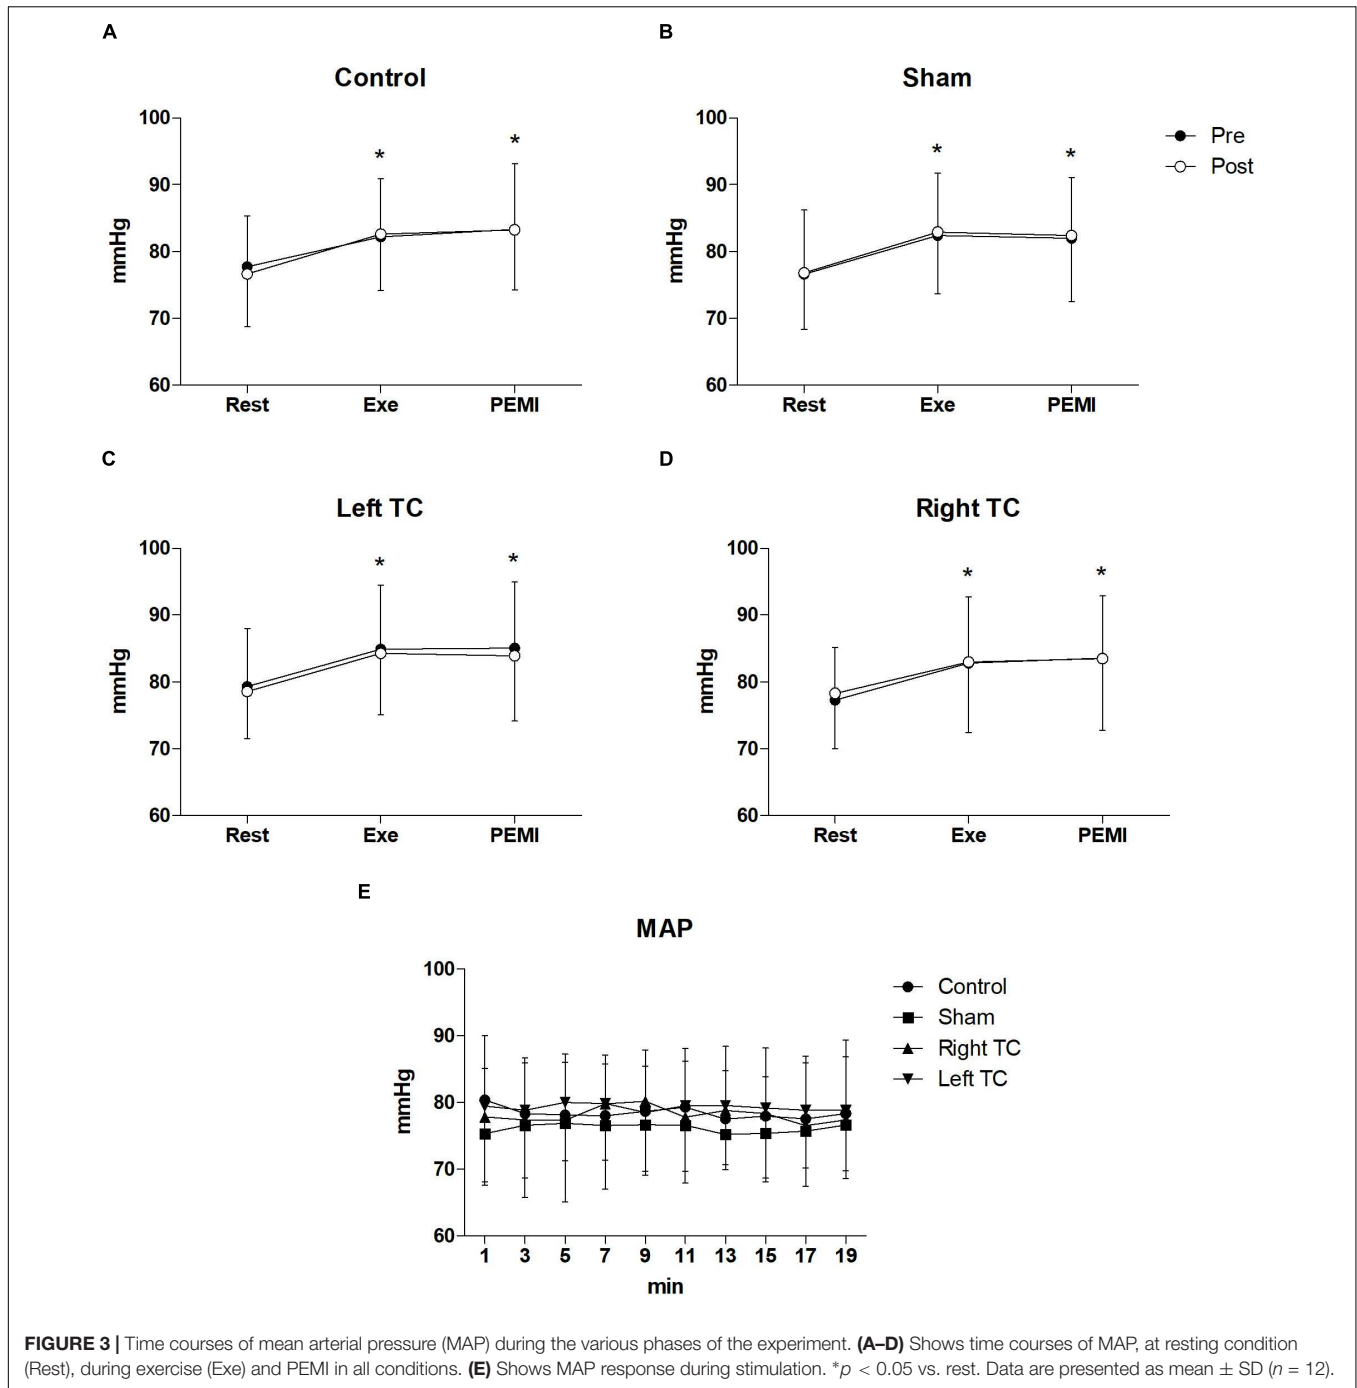 A
Control
100
90
80
70
60
mmHg
*
*
Rest Exe PEMI
B
Sham
100
90
80
70
60
mmHg
*
*
Rest Exe PEMI
Pre
Post
C
Left TC
100
90
80
70
60
mmHg
*
*
Rest Exe PEMI
D
Right TC
100
90
80
70
60
mmHg
*
*
Rest Exe PEMI
E
MAP
100
90
80
70
60
mmHg
1 3 5 7 9 11 13 15 17 19
min
Control
Sham
Right TC
Left TC
FIGURE 3 | Time courses of mean arterial pressure (MAP) during the various phases of the experiment. (A–D) Shows time courses of MAP, at resting condition
(Rest), during exercise (Exe) and PEMI in all conditions. (E) Shows MAP response during stimulation. *p < 0.05 vs. rest. Data are presented as mean ± SD (n = 12).